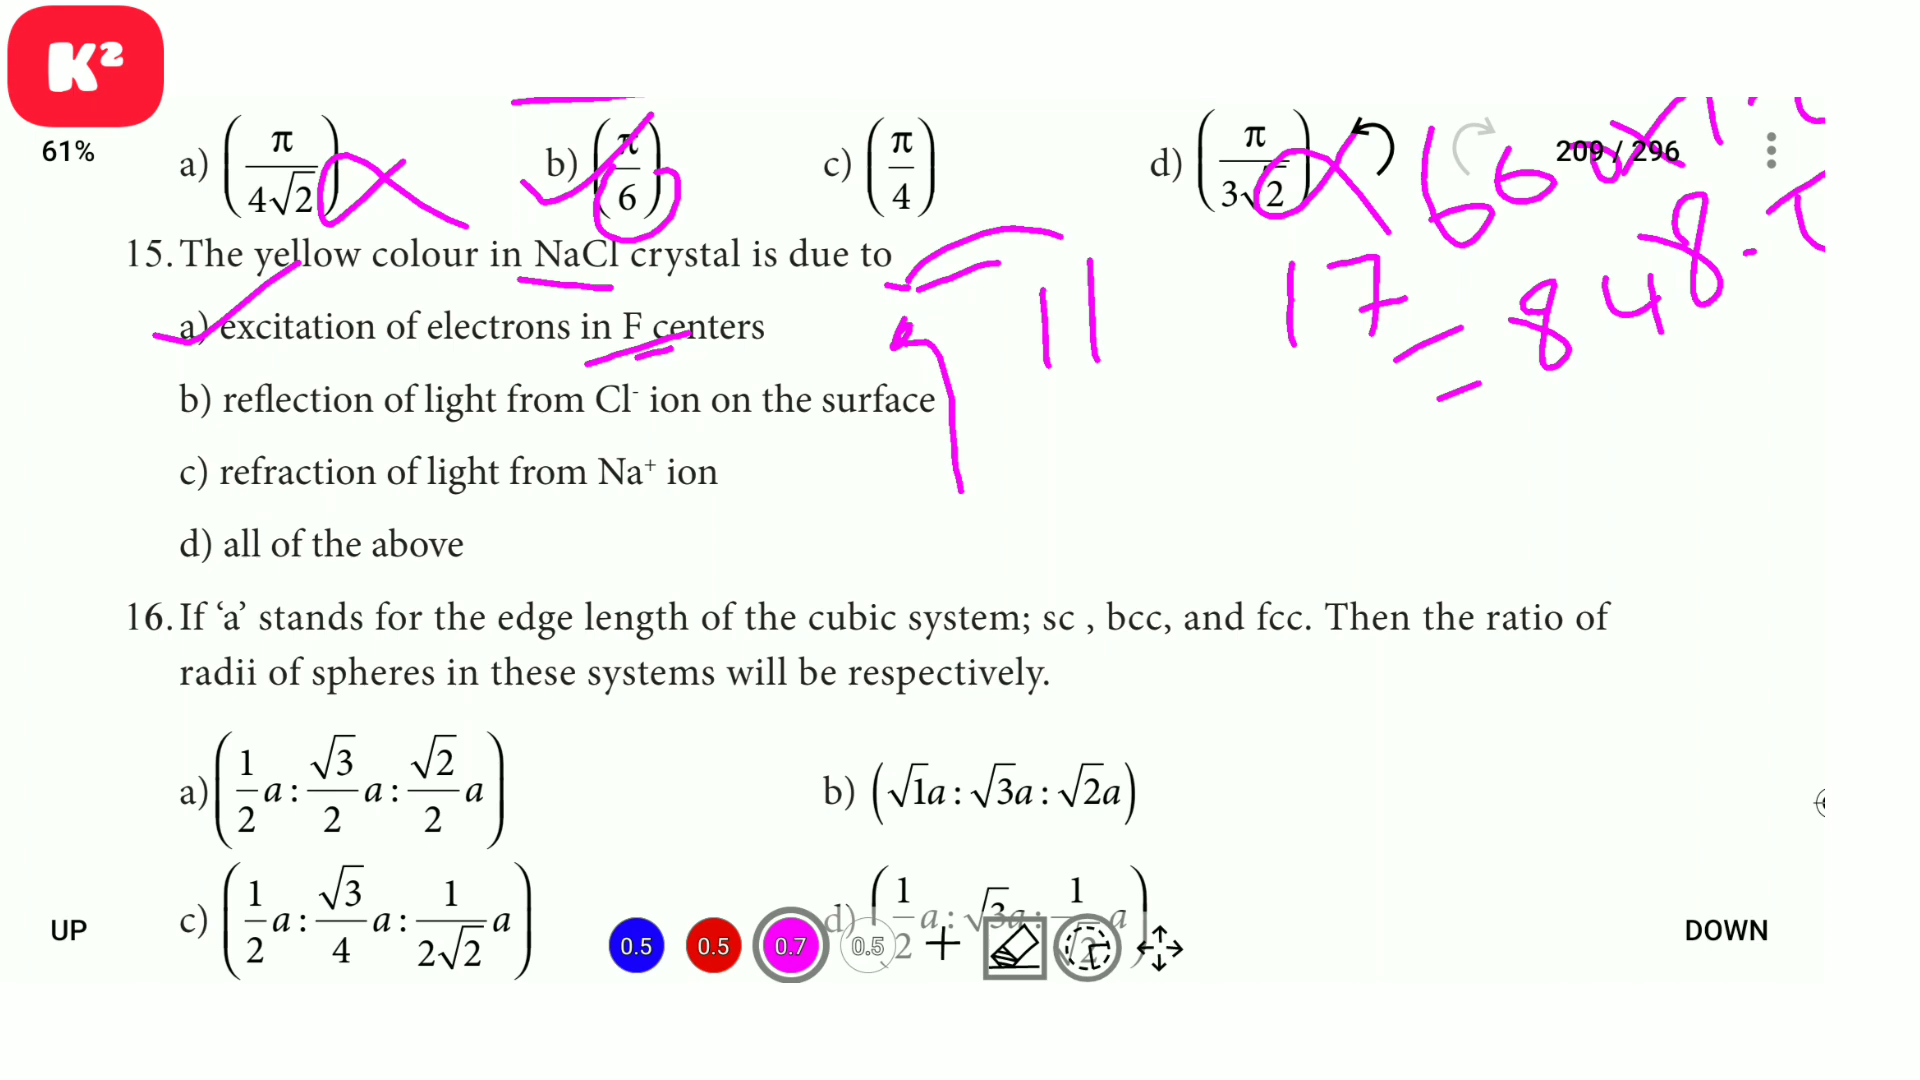 K²
61%
209 / 296
a) (π / 4√2) b) (π / 6) c) (π / 4) d) (π / 3√2)
15. The yellow colour in NaCl crystal is due to
a) excitation of electrons in F centers
b) reflection of light from Cl⁻ ion on the surface
c) refraction of light from Na⁺ ion
d) all of the above
17 = 848
16. If ‘a’ stands for the edge length of the cubic system; sc , bcc, and fcc. Then the ratio of
radii of spheres in these systems will be respectively.
a) (1/2 a : √3/2 a : √2/2 a) b) (√1a : √3a : √2a)
c) (1/2 a : √3/4 a : 1/2√2 a) d) (1/2 a : √3a : 1/√2 a)
UP 0.5 0.5 0.7 0.5 DOWN